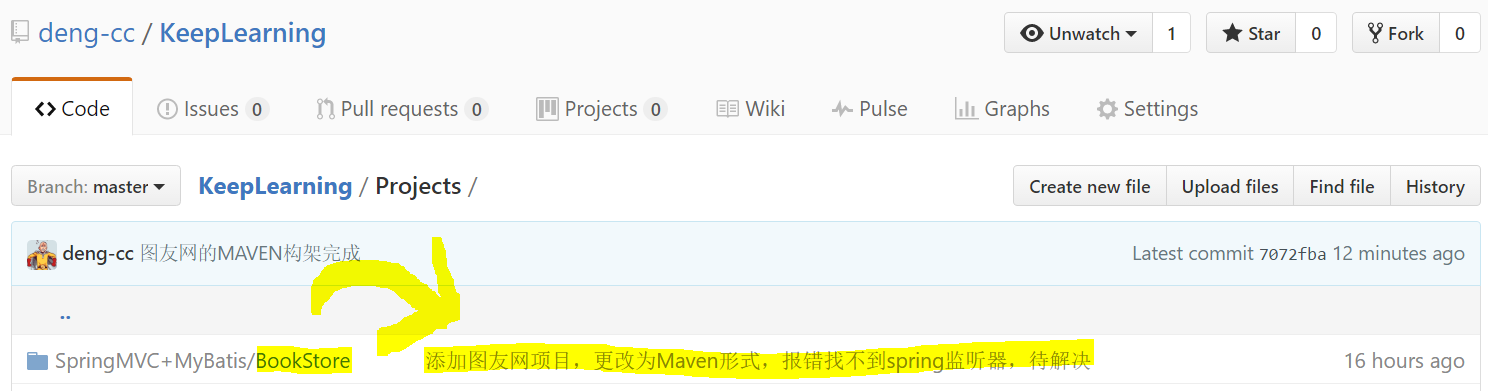 deng-cc / KeepLearning Unwatch 1 Star 0 Fork 0
Code Issues 0 Pull requests 0 Projects 0 Wiki Pulse Graphs Settings
Branch: master KeepLearning / Projects / Create new file Upload files Find file History
deng-cc 图友网的MAVEN构架完成 Latest commit 7072fba 12 minutes ago
..
SpringMVC+MyBatis/BookStore 添加图友网项目，更改为Maven形式，报错找不到spring监听器，待解决 16 hours ago